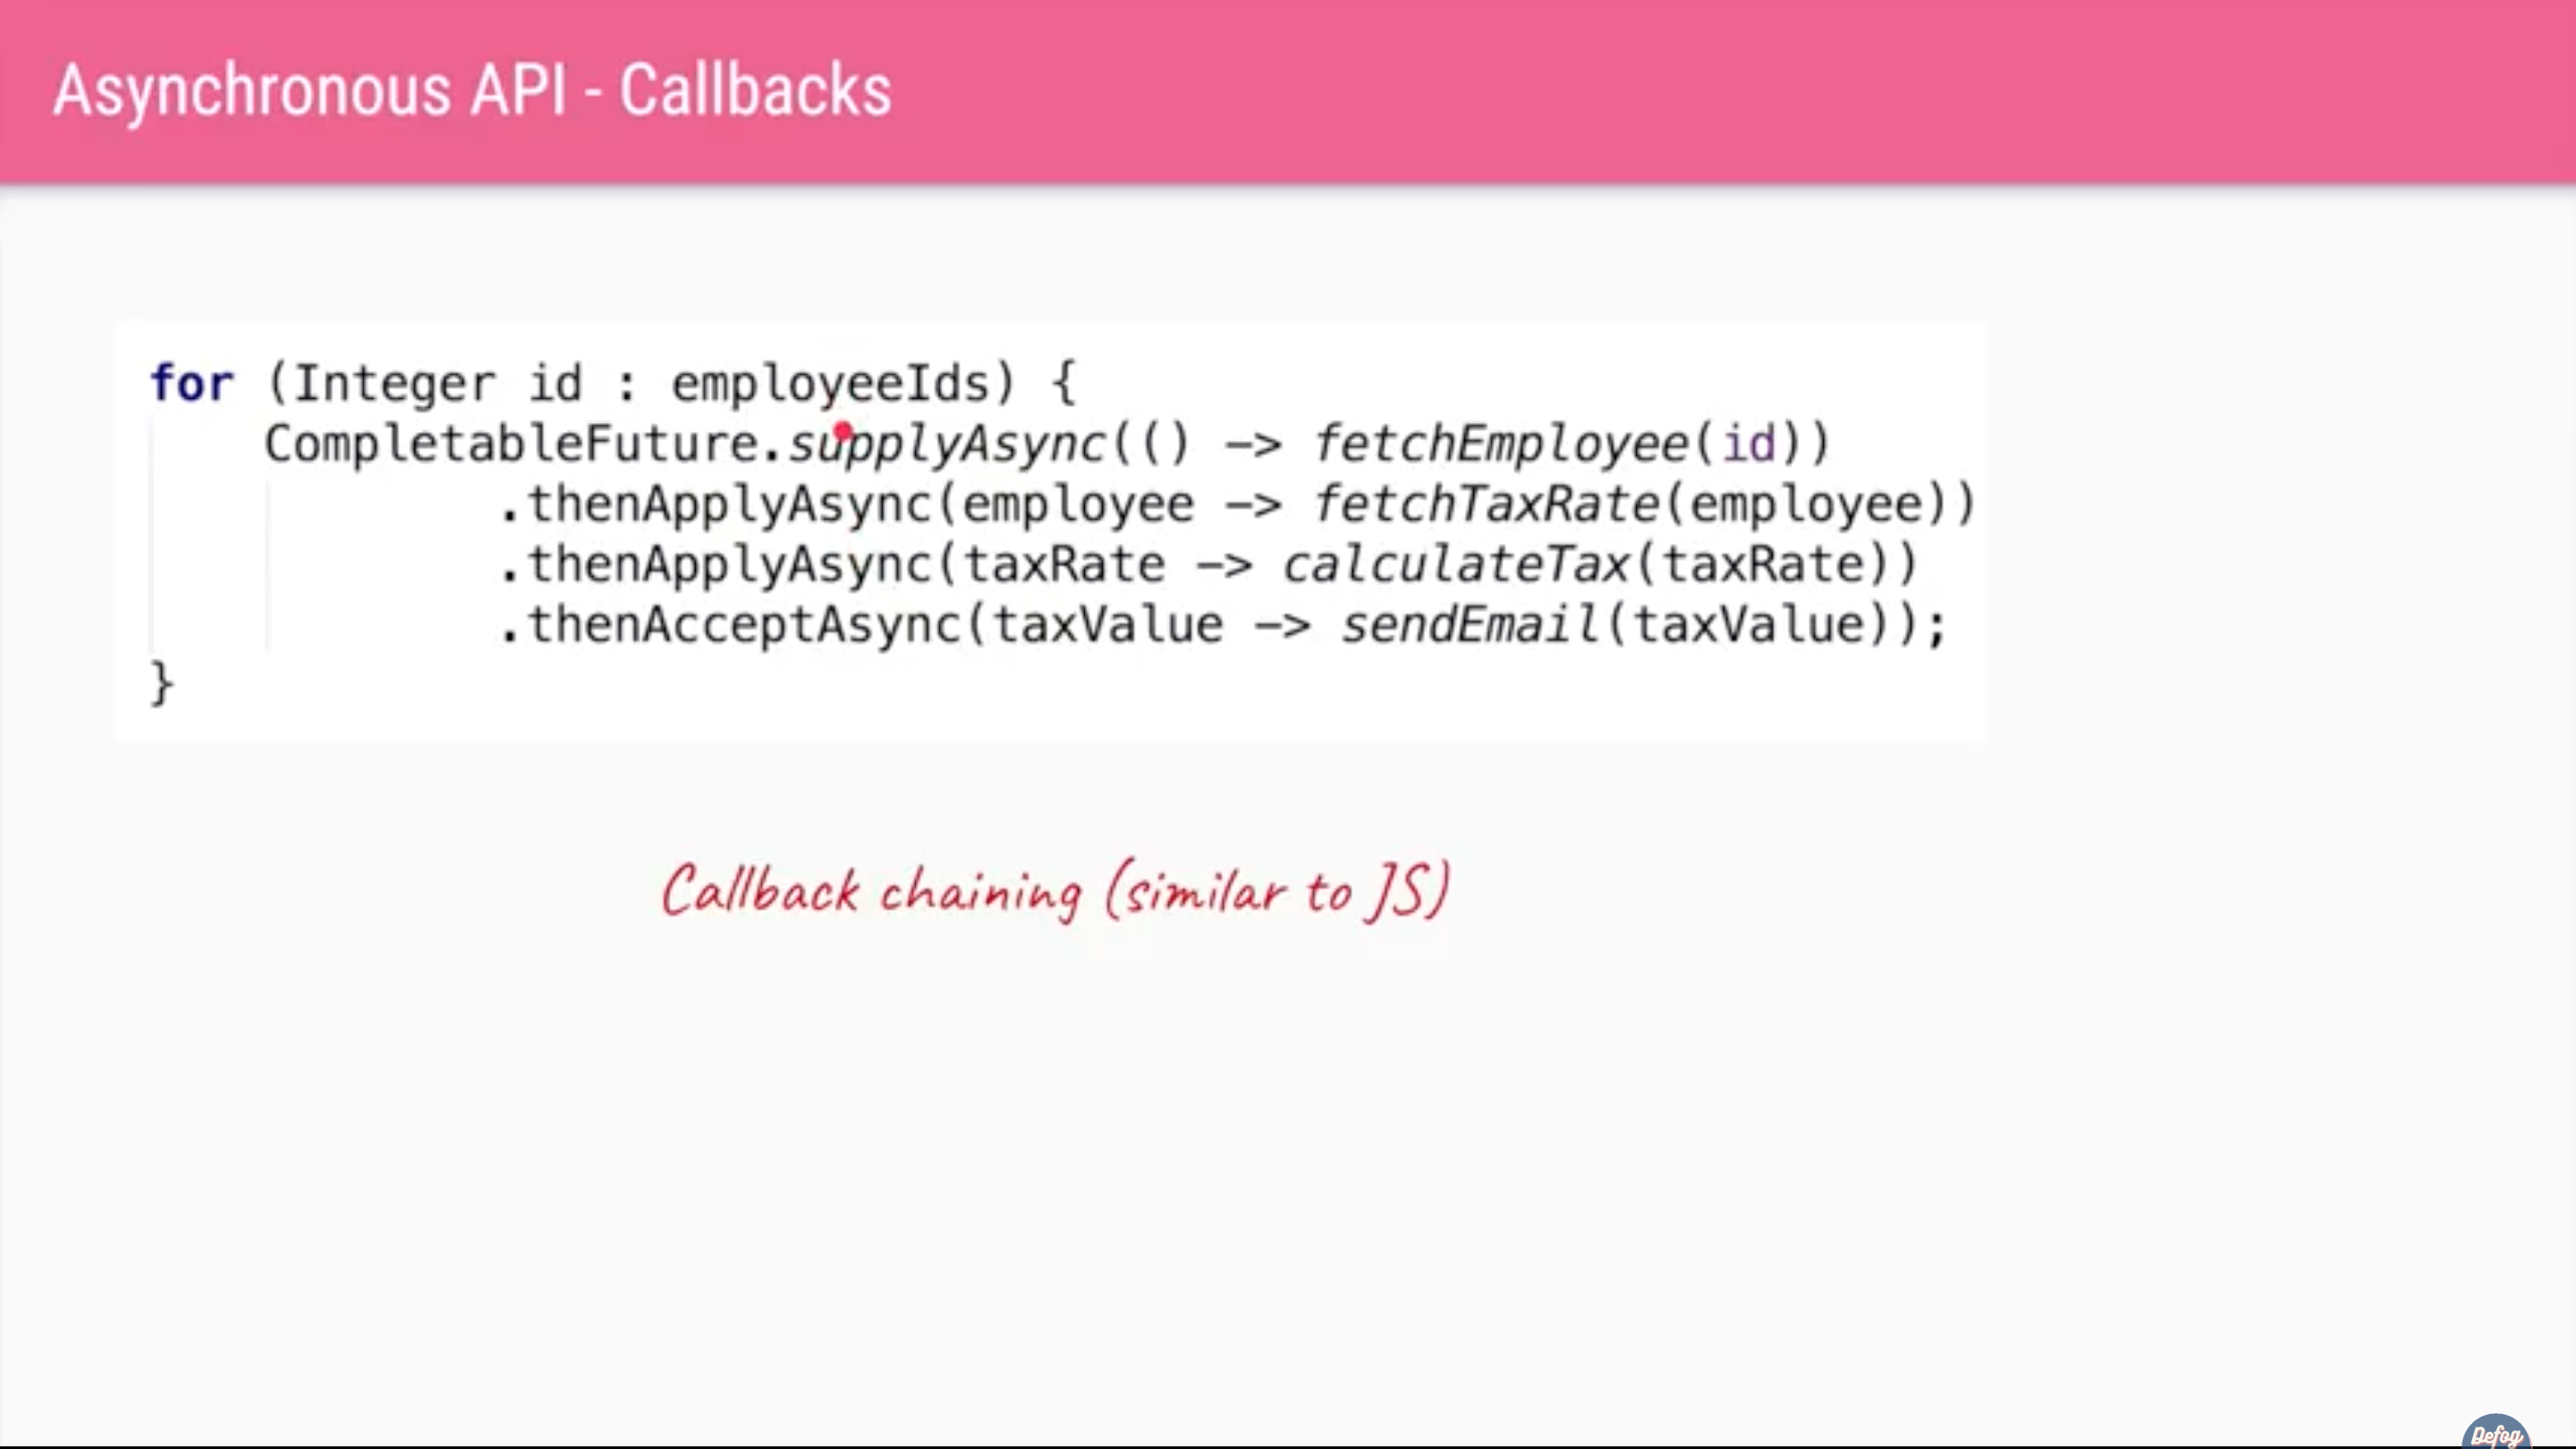 Asynchronous API - Callbacks
for (Integer id : employeeIds) {
    CompletableFuture.supplyAsync(() -> fetchEmployee(id))
            .thenApplyAsync(employee -> fetchTaxRate(employee))
            .thenApplyAsync(taxRate -> calculateTax(taxRate))
            .thenAcceptAsync(taxValue -> sendEmail(taxValue));
}
Callback chaining (similar to JS)
Defog